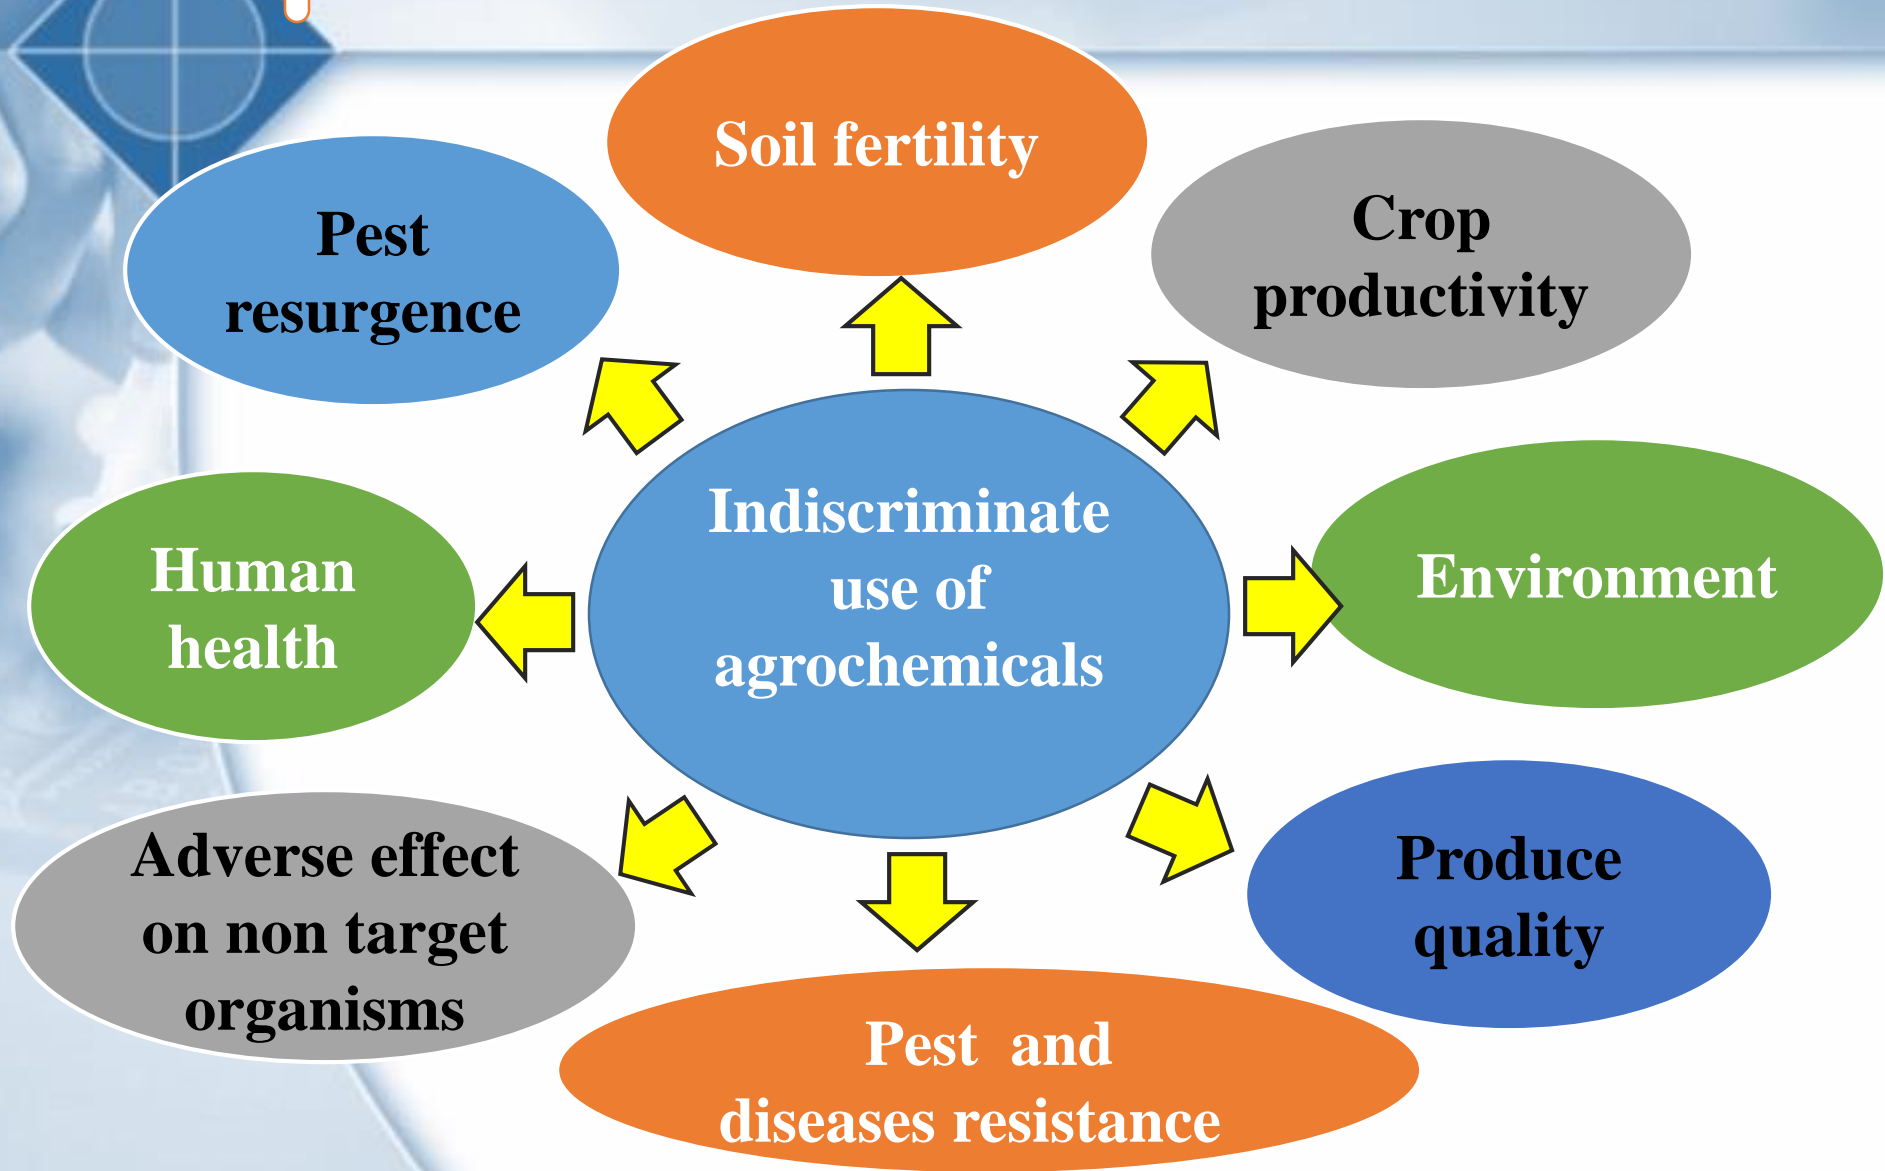 Soil fertility
Crop
productivity
Pest
resurgence
Indiscriminate
use of
agrochemicals
Environment
Human
health
Produce
quality
Adverse effect
on non target
organisms
Pest  and
diseases resistance